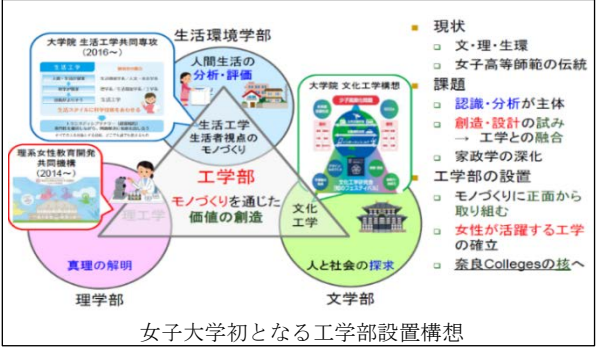 生活環境学部
大学院 生活工学共同専攻
（2016～）
生活工学
人間生活の
分析・評価
大学院 文化工学構想
生活工学
生活者視点の
モノづくり
理系女性教育開発
共同機構
（2014～）
工学部
モノづくりを通じた
価値の創造
理工学
文化
工学
真理の解明
人と社会の探求
理学部
文学部
現状
文・理・生環
女子高等師範の伝統
課題
認識・分析が主体
創造・設計の試み
→ 工学との融合
家政学の深化
工学部の設置
モノづくりに正面から
取り組む
女性が活躍する工学
の確立
奈良Collegesの核へ
女子大学初となる工学部設置構想